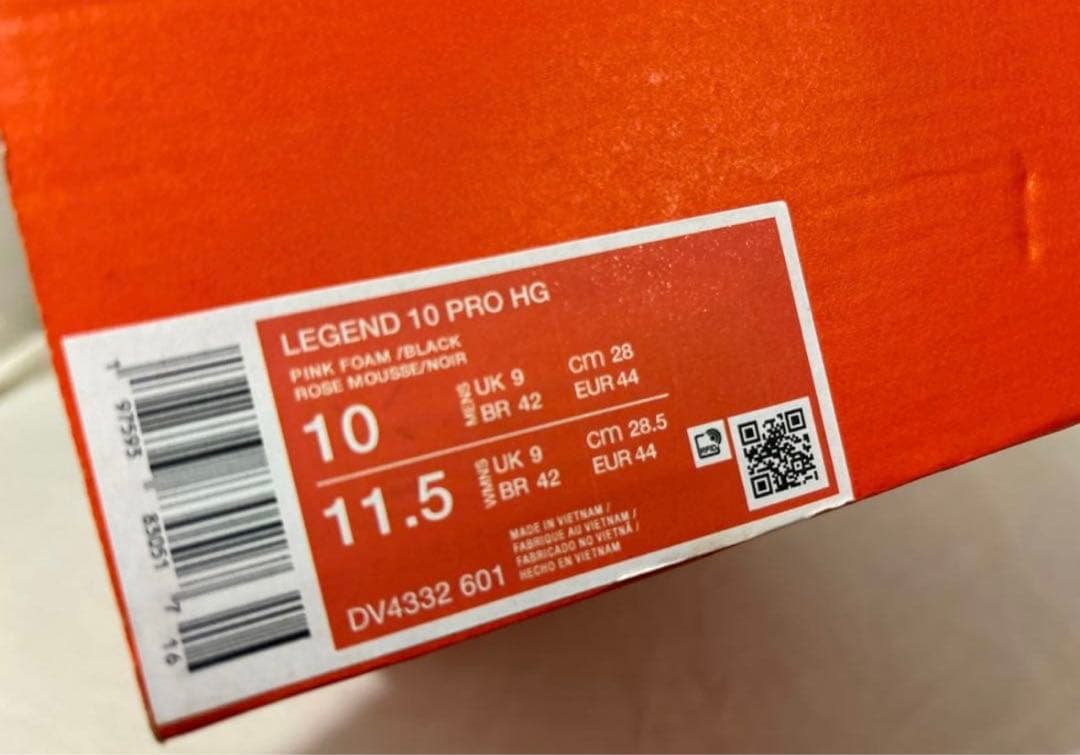 LEGEND 10 PRO HG
PINK FOAM /BLACK
ROSE MOUSSE/NOIR
10 MENS UK 9 cm 28
BR 42 EUR 44
11.5 WMNS UK 9 cm 28.5
BR 42 EUR 44
RFID
MADE IN VIETNAM /
FABRIQUE AU VIETNAM /
FABRICADO NO VIETNÃ /
HECHO EN VIETNAM
DV4332 601